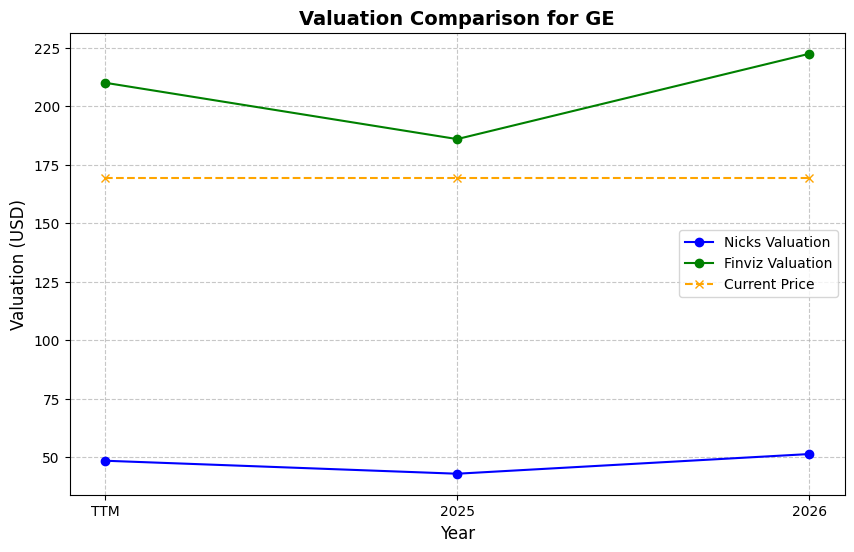 Valuation Comparison for GE
Valuation (USD)
225
200
175
150
125
100
75
50
Nicks Valuation
Finviz Valuation
Current Price
TTM
2025
2026
Year